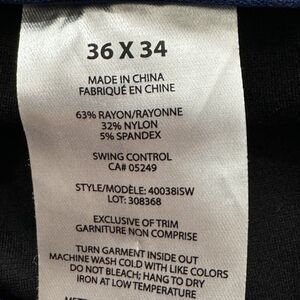 36 X 34
MADE IN CHINA
FABRIQUÉ EN CHINE
63% RAYON/RAYONNE
32% NYLON
5% SPANDEX
SWING CONTROL
CA# 05249
STYLE/MODÈLE: 40038iSW
LOT: 308368
EXCLUSIVE OF TRIM
GARNITURE NON COMPRISE
TURN GARMENT INSIDE OUT
MACHINE WASH COLD WITH LIKE COLORS
DO NOT BLEACH; HANG TO DRY
IRON AT LOW TEMPERATURE